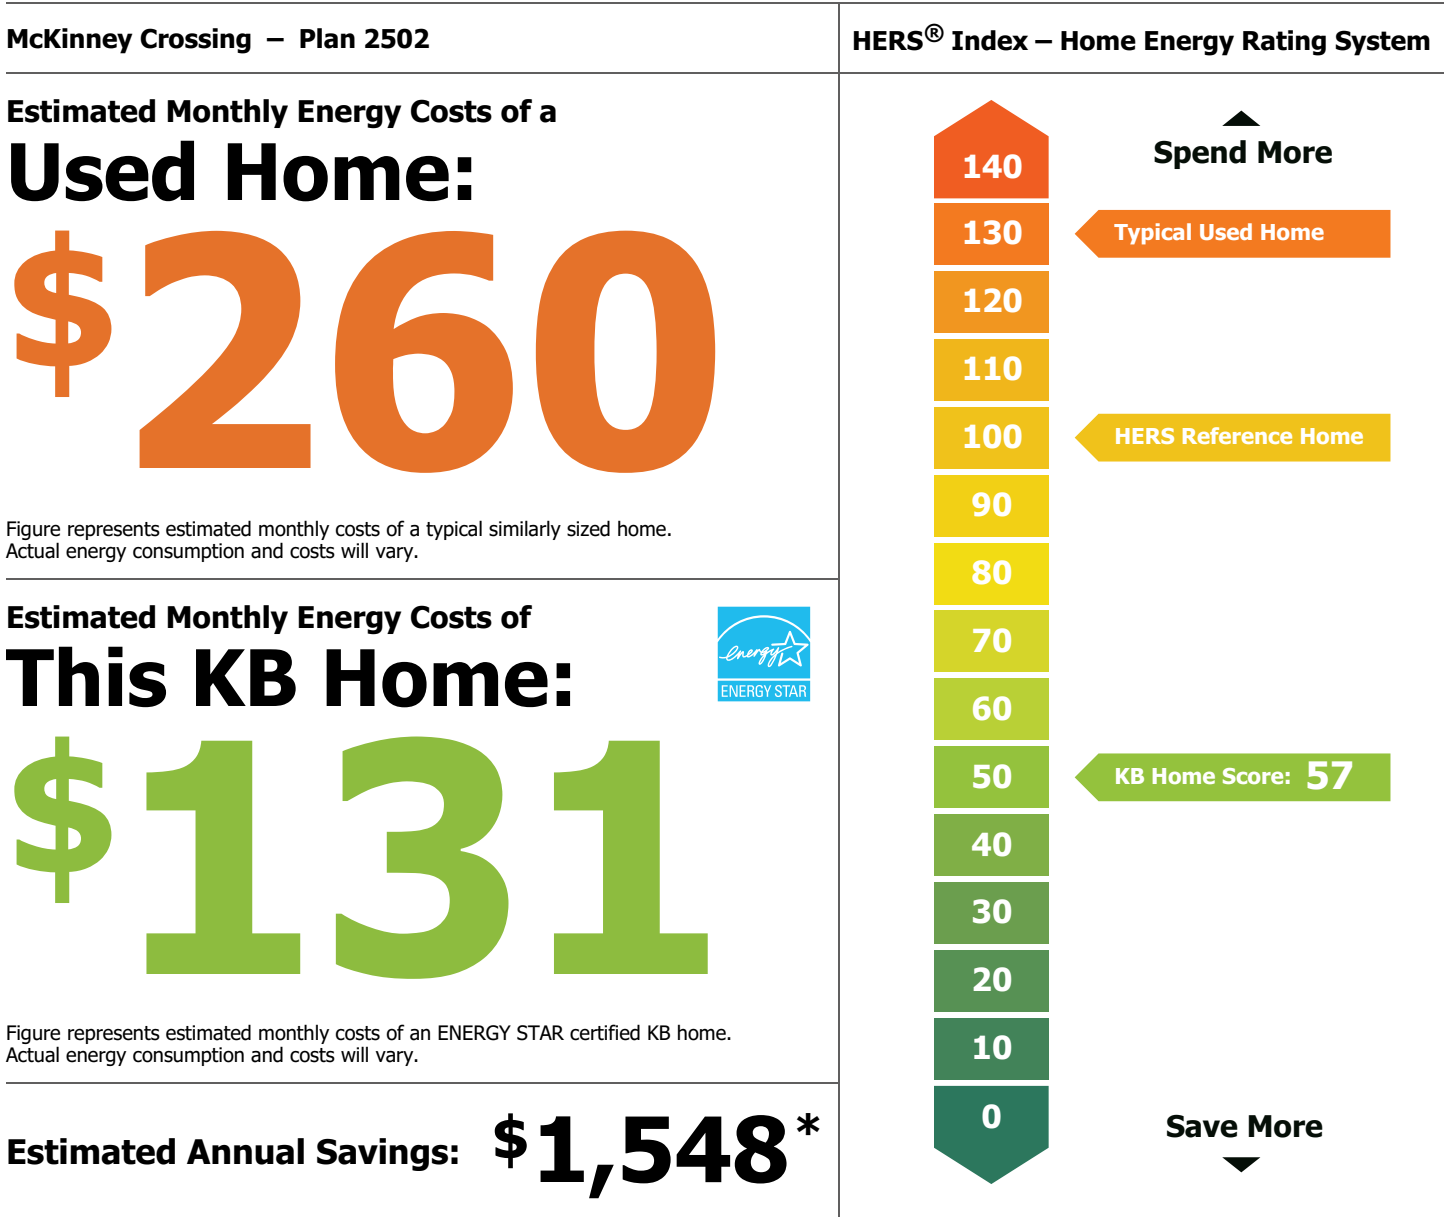 McKinney Crossing – Plan 2502
Estimated Monthly Energy Costs of a
Used Home:
$260
Figure represents estimated monthly costs of a typical similarly sized home.
Actual energy consumption and costs will vary.
Estimated Monthly Energy Costs of
This KB Home:
energy
ENERGY STAR
$131
Figure represents estimated monthly costs of an ENERGY STAR certified KB home.
Actual energy consumption and costs will vary.
Estimated Annual Savings: $1,548*
HERS® Index – Home Energy Rating System
Spend More
140
130 Typical Used Home
120
110
100 HERS Reference Home
90
80
70
60
50 KB Home Score: 57
40
30
20
10
0
Save More